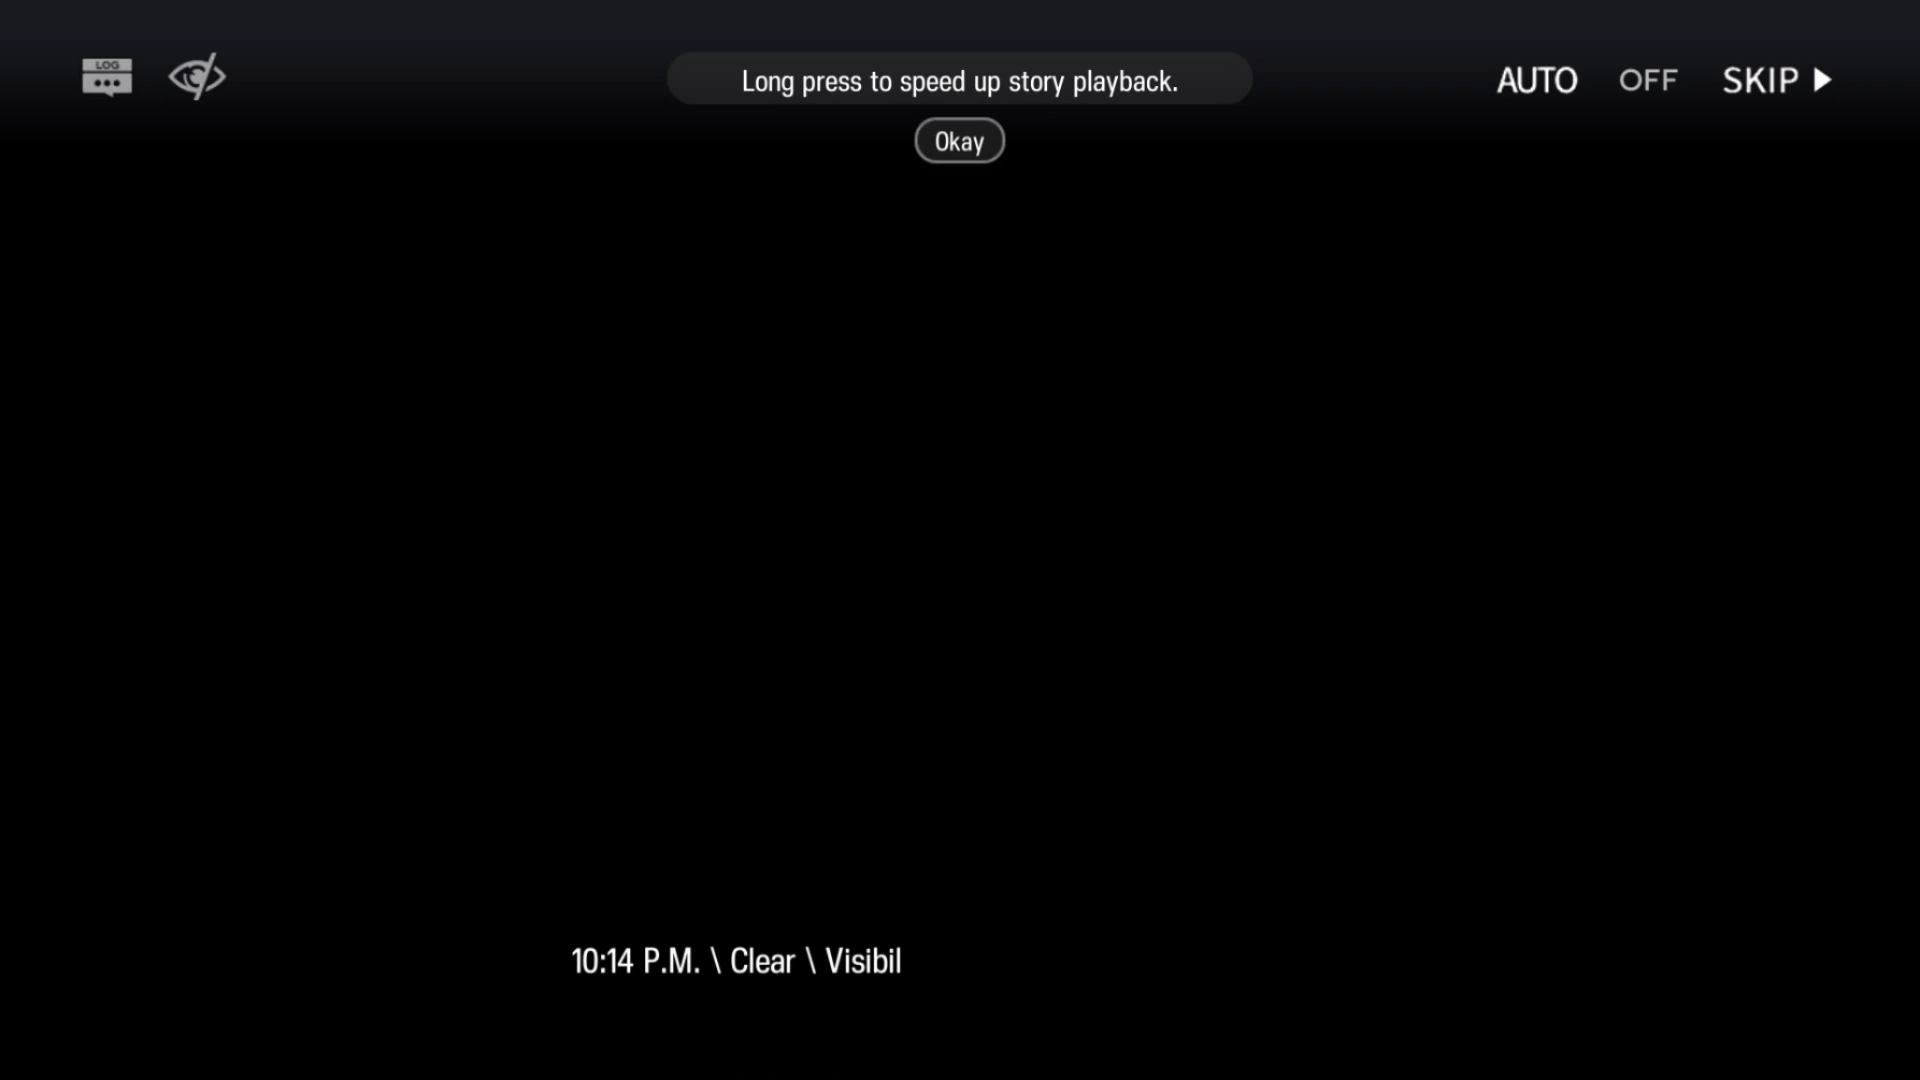 LOG
Long press to speed up story playback.
AUTO OFF SKIP
Okay
10:14 P.M. \ Clear \ Visibil